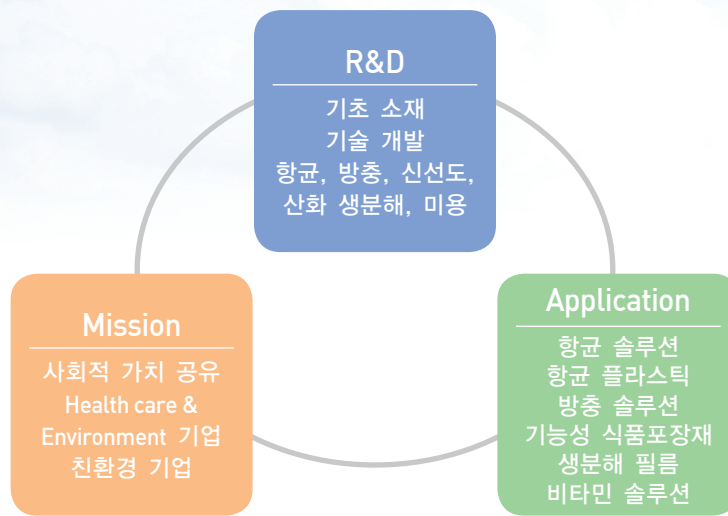 R&D
기초 소재
기술 개발
항균, 방충, 신선도,
산화 생분해, 미용
Mission
사회적 가치 공유
Health care &
Environment 기업
친환경 기업
Application
항균 솔루션
항균 플라스틱
방충 솔루션
기능성 식품포장재
생분해 필름
비타민 솔루션